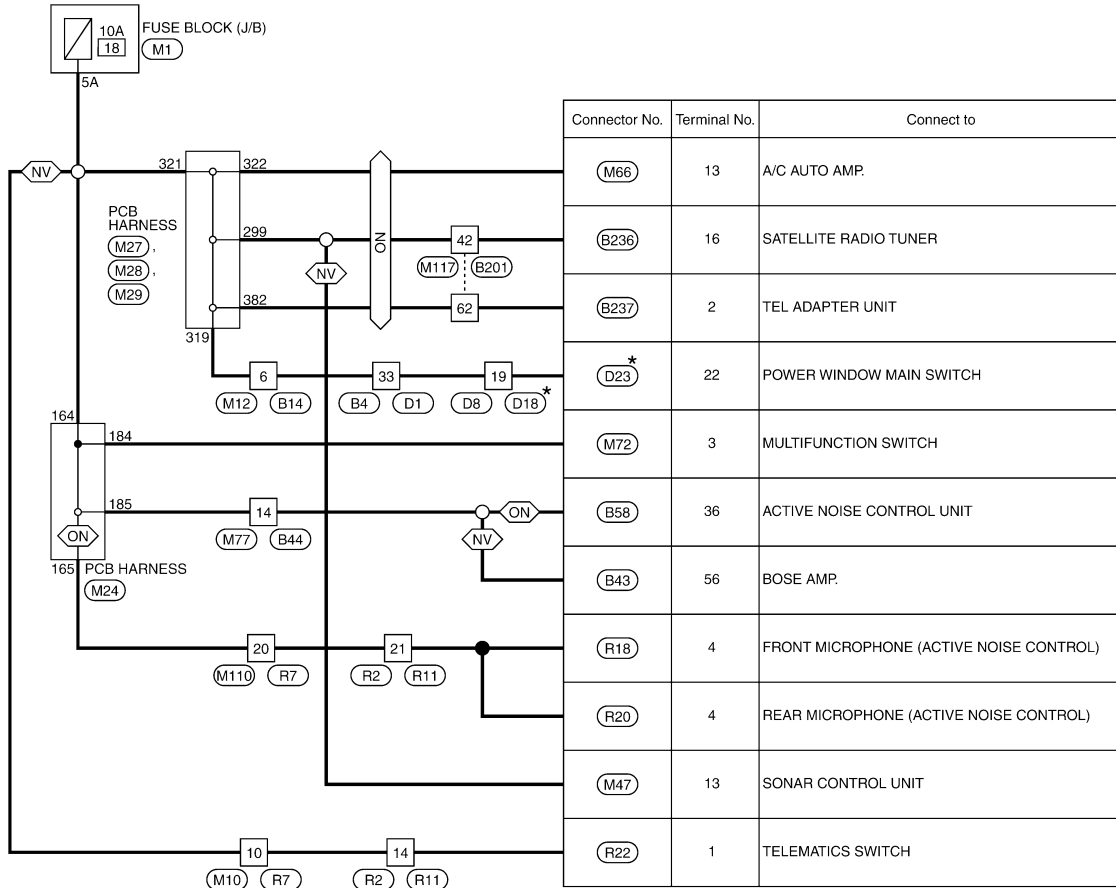 10A
18
FUSE BLOCK (J/B)
M1
5A
Connector No. Terminal No. Connect to
NV
321 322
M66 13 A/C AUTO AMP.
PCB
HARNESS
M27 ,
M28 ,
M29
299
ON
42
M117 B201
NV
B236 16 SATELLITE RADIO TUNER
382
62
B237 2 TEL ADAPTER UNIT
319
6 33 19
M12 B14 B4 D1 D8 D18*
D23* 22 POWER WINDOW MAIN SWITCH
164
184
M72 3 MULTIFUNCTION SWITCH
185
14
M77 B44
ON
B58 36 ACTIVE NOISE CONTROL UNIT
ON
NV
165 PCB HARNESS
M24
B43 56 BOSE AMP.
20 21
M110 R7 R2 R11
R18 4 FRONT MICROPHONE (ACTIVE NOISE CONTROL)
R20 4 REAR MICROPHONE (ACTIVE NOISE CONTROL)
M47 13 SONAR CONTROL UNIT
10 14
M10 R7 R2 R11
R22 1 TELEMATICS SWITCH